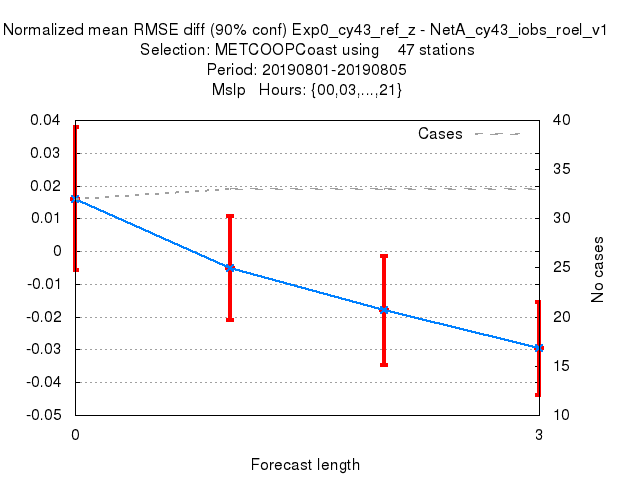 Normalized mean RMSE diff (90% conf) Exp0_cy43_ref_z - NetA_cy43_iobs_roel_v1
Selection: METCOOPCoast using    47 stations
Period: 20190801-20190805
Mslp   Hours: {00,03,...,21}
Cases
0.04
0.03
0.02
0.01
0
-0.01
-0.02
-0.03
-0.04
-0.05
40
35
30
25
20
15
10
No cases
0
3
Forecast length